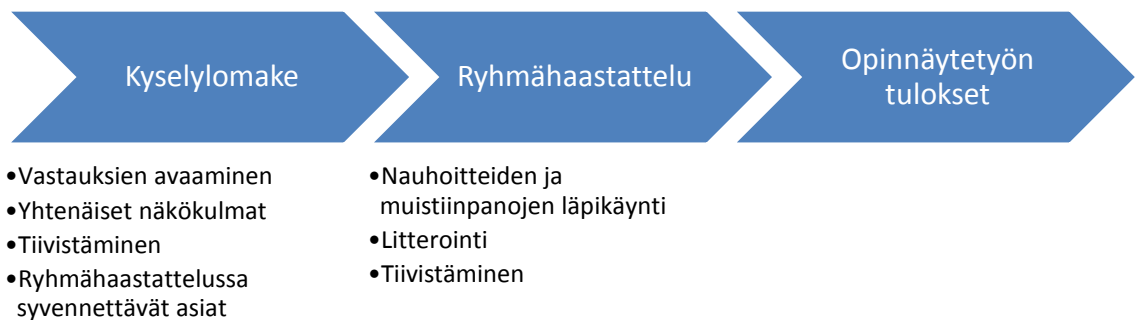 Kyselylomake
•Vastauksien avaaminen
•Yhtenäiset näkökulmat
•Tiivistäminen
•Ryhmähaastattelussa
syvennettävät asiat
Ryhmähaastattelu
•Nauhoitteiden ja
muistiinpanojen läpikäynti
•Litterointi
•Tiivistäminen
Opinnäytetyön
tulokset